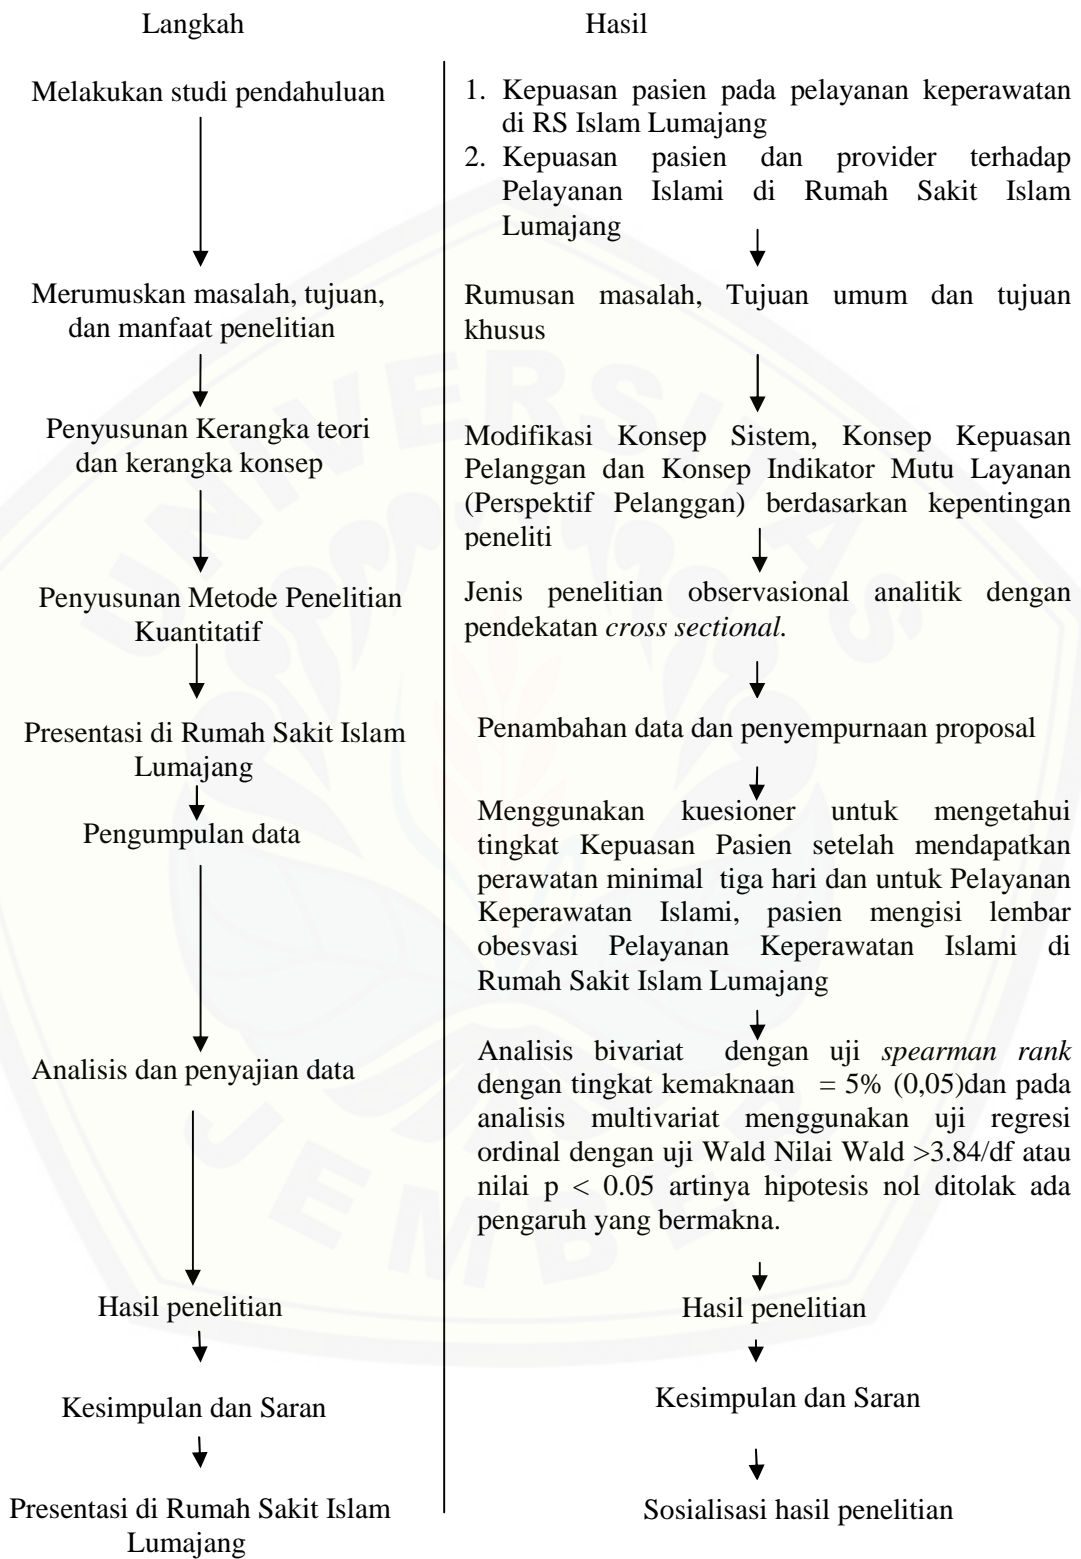 Langkah
Hasil
Melakukan studi pendahuluan
1. Kepuasan pasien pada pelayanan keperawatan
di RS Islam Lumajang
2. Kepuasan pasien dan provider terhadap
Pelayanan Islami di Rumah Sakit Islam
Lumajang
Merumuskan masalah, tujuan,
dan manfaat penelitian
Rumusan masalah, Tujuan umum dan tujuan
khusus
Penyusunan Kerangka teori
dan kerangka konsep
Modifikasi Konsep Sistem, Konsep Kepuasan
Pelanggan dan Konsep Indikator Mutu Layanan
(Perspektif Pelanggan) berdasarkan kepentingan
peneliti
Penyusunan Metode Penelitian
Kuantitatif
Jenis penelitian observasional analitik dengan
pendekatan cross sectional.
Presentasi di Rumah Sakit Islam
Lumajang
Penambahan data dan penyempurnaan proposal
Pengumpulan data
Menggunakan kuesioner untuk mengetahui
tingkat Kepuasan Pasien setelah mendapatkan
perawatan minimal tiga hari dan untuk Pelayanan
Keperawatan Islami, pasien mengisi lembar
obesvasi Pelayanan Keperawatan Islami di
Rumah Sakit Islam Lumajang
Analisis dan penyajian data
Analisis bivariat dengan uji spearman rank
dengan tingkat kemaknaan = 5% (0,05)dan pada
analisis multivariat menggunakan uji regresi
ordinal dengan uji Wald Nilai Wald >3.84/df atau
nilai p < 0.05 artinya hipotesis nol ditolak ada
pengaruh yang bermakna.
Hasil penelitian
Hasil penelitian
Kesimpulan dan Saran
Kesimpulan dan Saran
Presentasi di Rumah Sakit Islam
Lumajang
Sosialisasi hasil penelitian
UNIVERSITAS
JEMBER